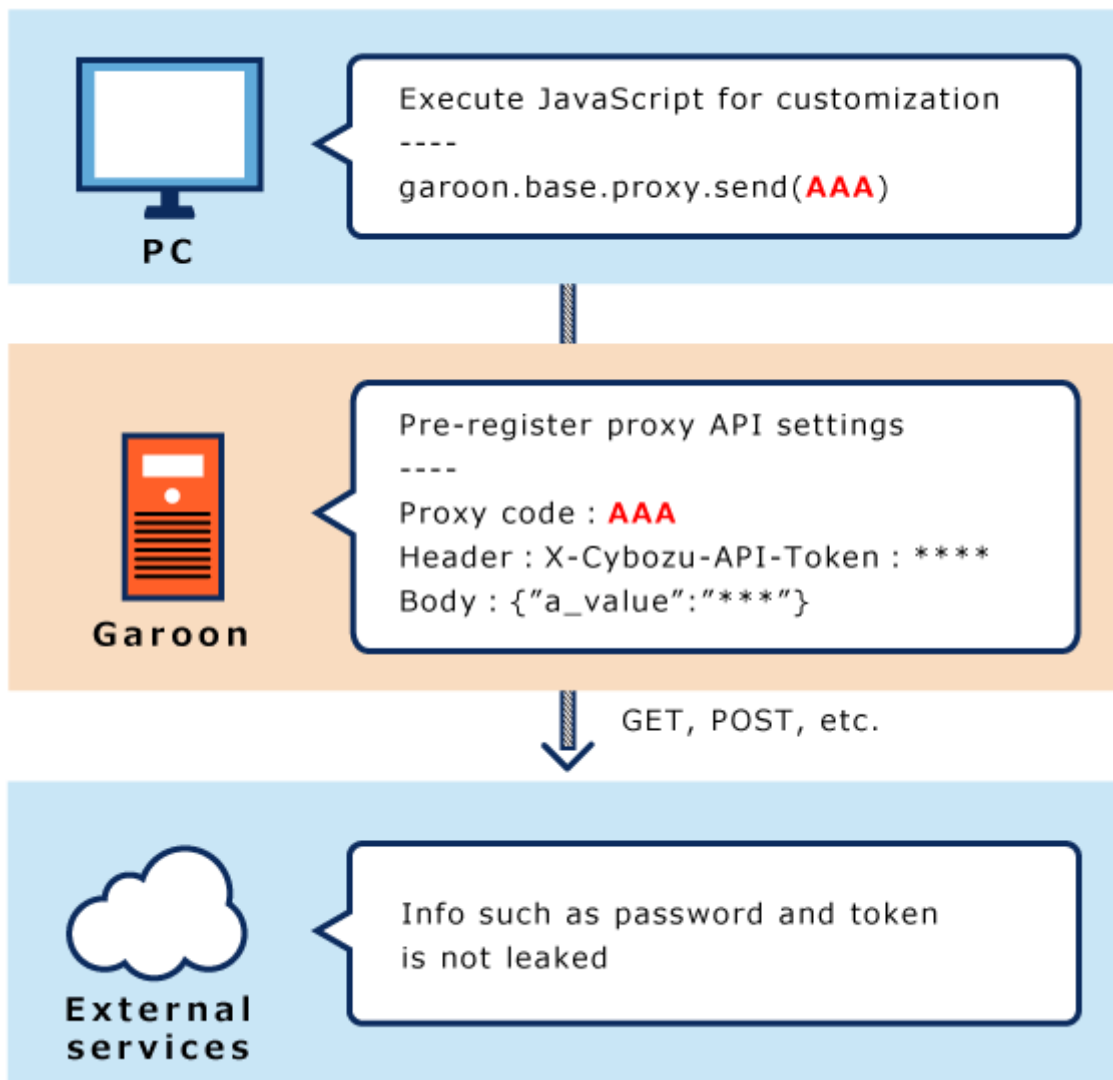 Execute JavaScript for customization
----
garoon.base.proxy.send(AAA)
PC
Pre-register proxy API settings
----
Proxy code : AAA
Header : X-Cybozu-API-Token : ****
Body : {"a_value":"***"}
Garoon
GET, POST, etc.
Info such as password and token
is not leaked
External
services